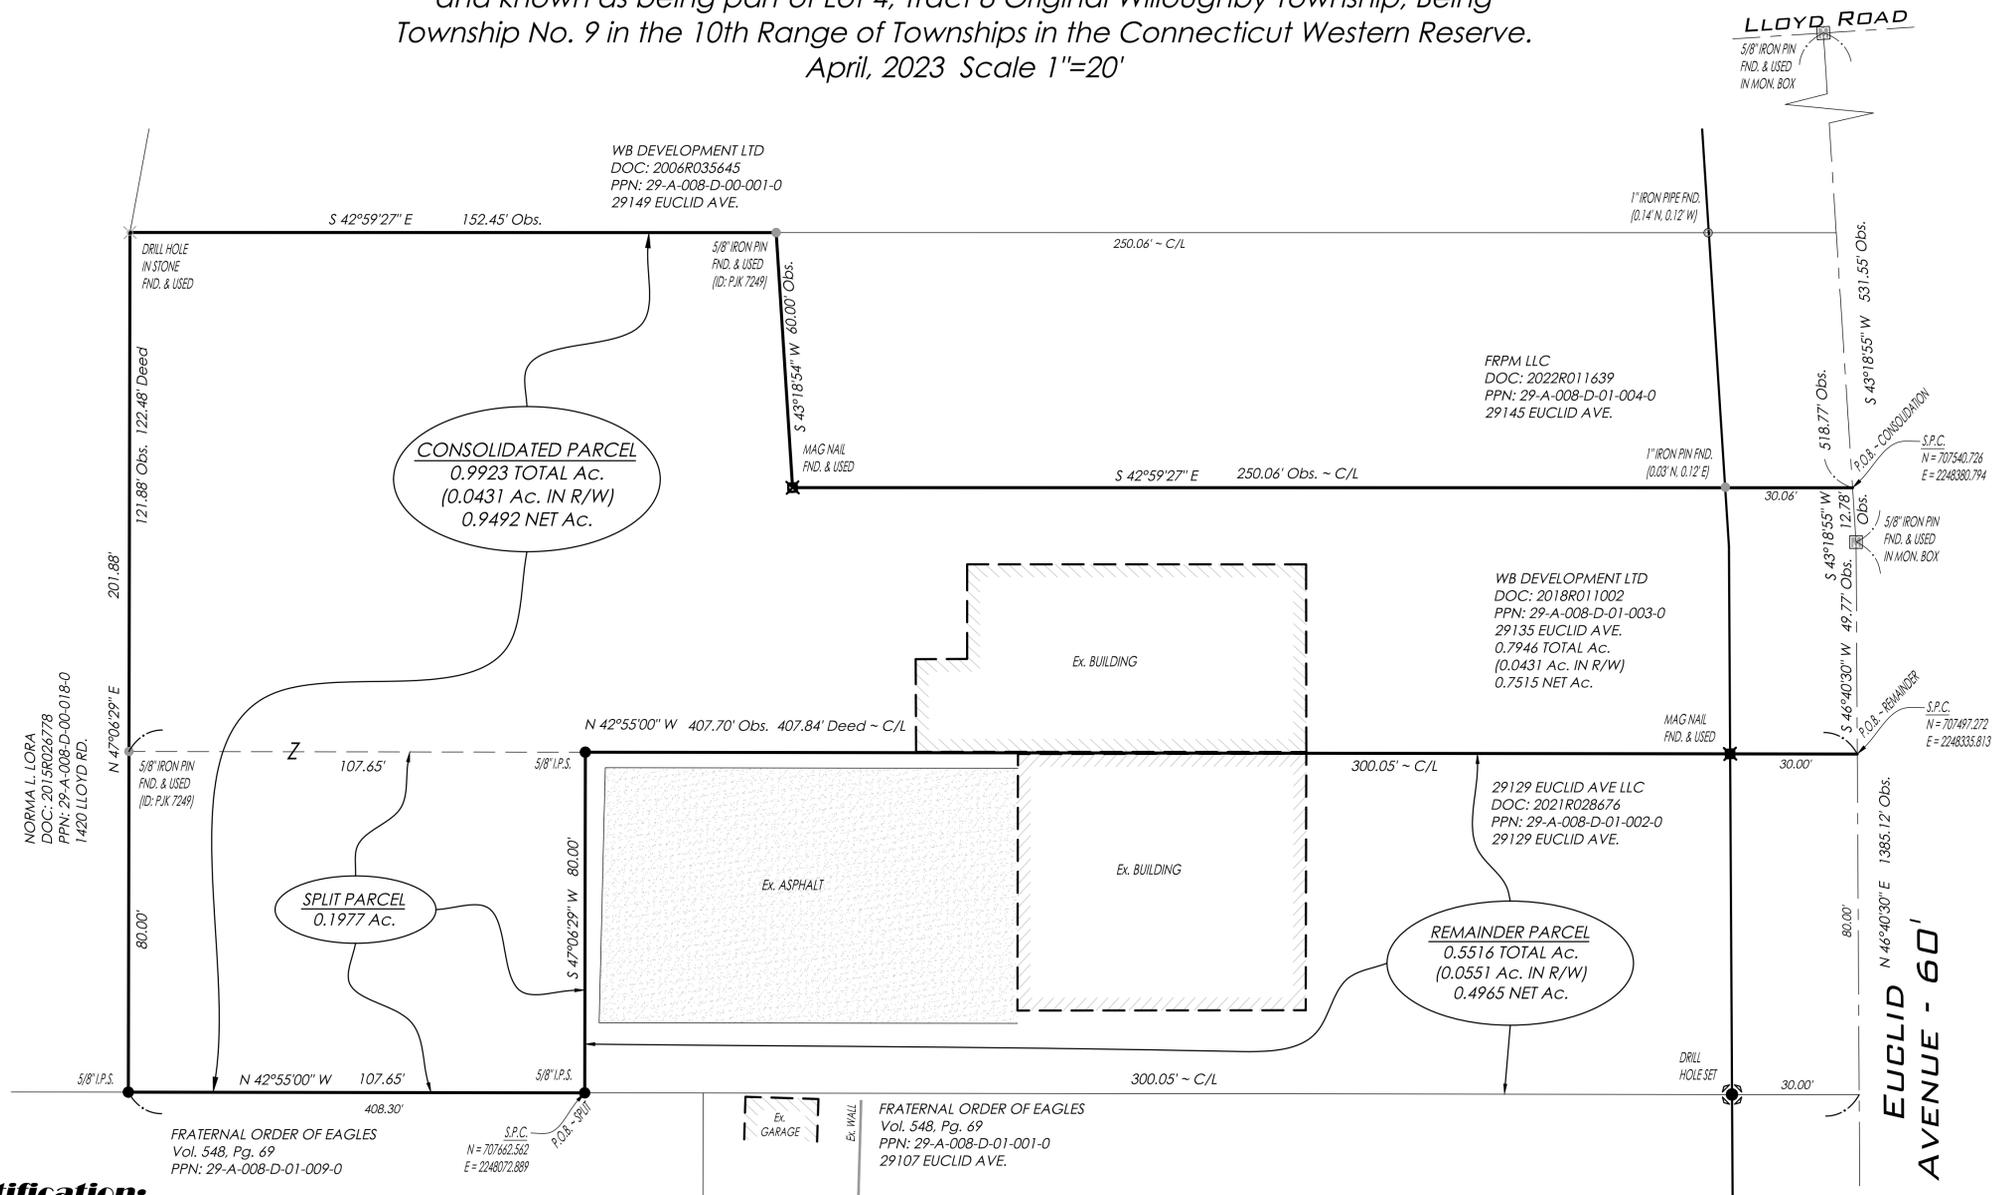 and known as being part of Lot 4, Tract 8 Original Willoughby Township, Being
Township No. 9 in the 10th Range of Townships in the Connecticut Western Reserve.
April, 2023 Scale 1"=20'
LLOYD ROAD
5/8" IRON PIN
FND. & USED
IN MON. BOX
WB DEVELOPMENT LTD
DOC: 2006R035645
PPN: 29-A-008-D-00-001-0
29149 EUCLID AVE.
S 42°59'27" E 152.45' Obs.
DRILL HOLE
IN STONE
FND. & USED
5/8" IRON PIN
FND. & USED
(ID: PJK 7249)
250.06' ~ C/L
1" IRON PIPE FND.
(0.14' N, 0.12' W)
S 43°18'54" W 60.00' Obs.
S 43°18'55" W 531.55' Obs.
121.88' Obs. 122.48' Deed
FRPM LLC
DOC: 2022R011639
PPN: 29-A-008-D-01-004-0
29145 EUCLID AVE.
518.77' Obs.
P.O.B. ~ CONSOLIDATION
S.P.C.
N = 707540.726
E = 2248380.794
CONSOLIDATED PARCEL
0.9923 TOTAL Ac.
(0.0431 Ac. IN R/W)
0.9492 NET Ac.
MAG NAIL
FND. & USED
S 42°59'27" E 250.06' Obs. ~ C/L
1" IRON PIN FND.
(0.03' N, 0.12' E)
30.06'
S 43°18'55" W 12.78'
Obs.
5/8" IRON PIN
FND. & USED
IN MON. BOX
201.88'
N 47°06'29" E
WB DEVELOPMENT LTD
DOC: 2018R011002
PPN: 29-A-008-D-01-003-0
29135 EUCLID AVE.
0.7946 TOTAL Ac.
(0.0431 Ac. IN R/W)
0.7515 NET Ac.
S 46°40'30" W 49.77' Obs.
Ex. BUILDING
P.O.B. ~ REMAINDER
S.P.C.
N = 707497.272
E = 2248335.813
NORMA L. LORA
DOC: 2015R026778
PPN: 29-A-008-D-00-018-0
1420 LLOYD RD.
N 42°55'00" W 407.70' Obs. 407.84' Deed ~ C/L
MAG NAIL
FND. & USED
Z
107.65'
5/8" IRON PIN
FND. & USED
(ID: PJK 7249)
5/8" I.P.S.
300.05' ~ C/L
30.00'
29129 EUCLID AVE LLC
DOC: 2021R028676
PPN: 29-A-008-D-01-002-0
29129 EUCLID AVE.
N 46°40'30" E 1385.12' Obs.
S 47°06'29" W 80.00'
Ex. ASPHALT
Ex. BUILDING
SPLIT PARCEL
0.1977 Ac.
80.00'
REMAINDER PARCEL
0.5516 TOTAL Ac.
(0.0551 Ac. IN R/W)
0.4965 NET Ac.
80.00'
EUCLID
AVENUE - 60'
5/8" I.P.S.
N 42°55'00" W 107.65'
5/8" I.P.S.
300.05' ~ C/L
DRILL
HOLE SET
30.00'
408.30'
P.O.B. ~ SPLIT
S.P.C.
N = 707662.562
E = 2248072.889
FRATERNAL ORDER OF EAGLES
Vol. 548, Pg. 69
PPN: 29-A-008-D-01-009-0
Ex.
GARAGE
Ex. WALL
FRATERNAL ORDER OF EAGLES
Vol. 548, Pg. 69
PPN: 29-A-008-D-01-001-0
29107 EUCLID AVE.